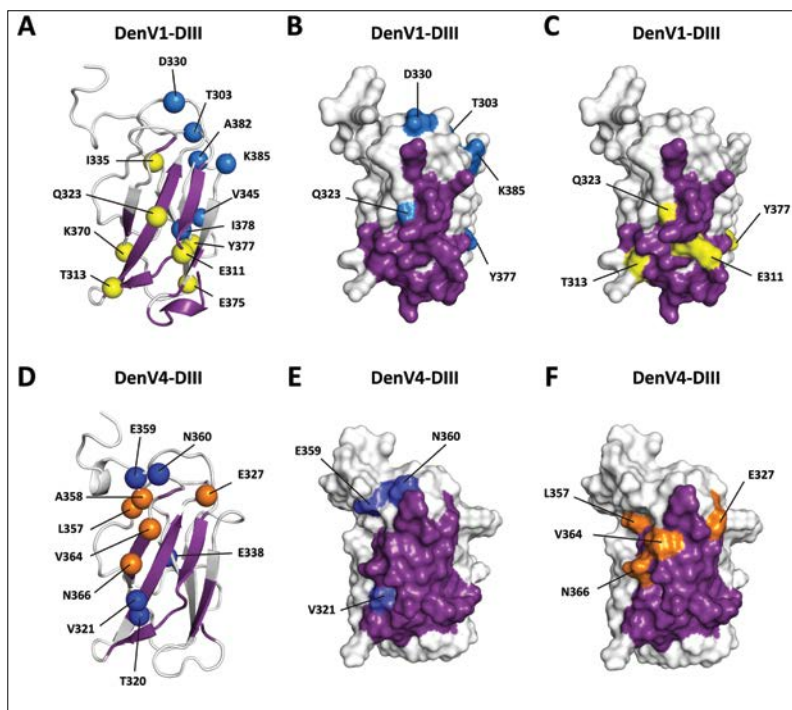 A DenV1-DIII
D330
T303
A382
I335
K385
Q323
V345
I378
K370
Y377
E311
T313
E375
B DenV1-DIII
D330
T303
K385
Q323
Y377
C DenV1-DIII
Q323
Y377
T313
E311
D DenV4-DIII
E359
N360
E327
A358
L357
V364
E338
N366
V321
T320
E DenV4-DIII
N360
E359
V321
F DenV4-DIII
E327
L357
V364
N366